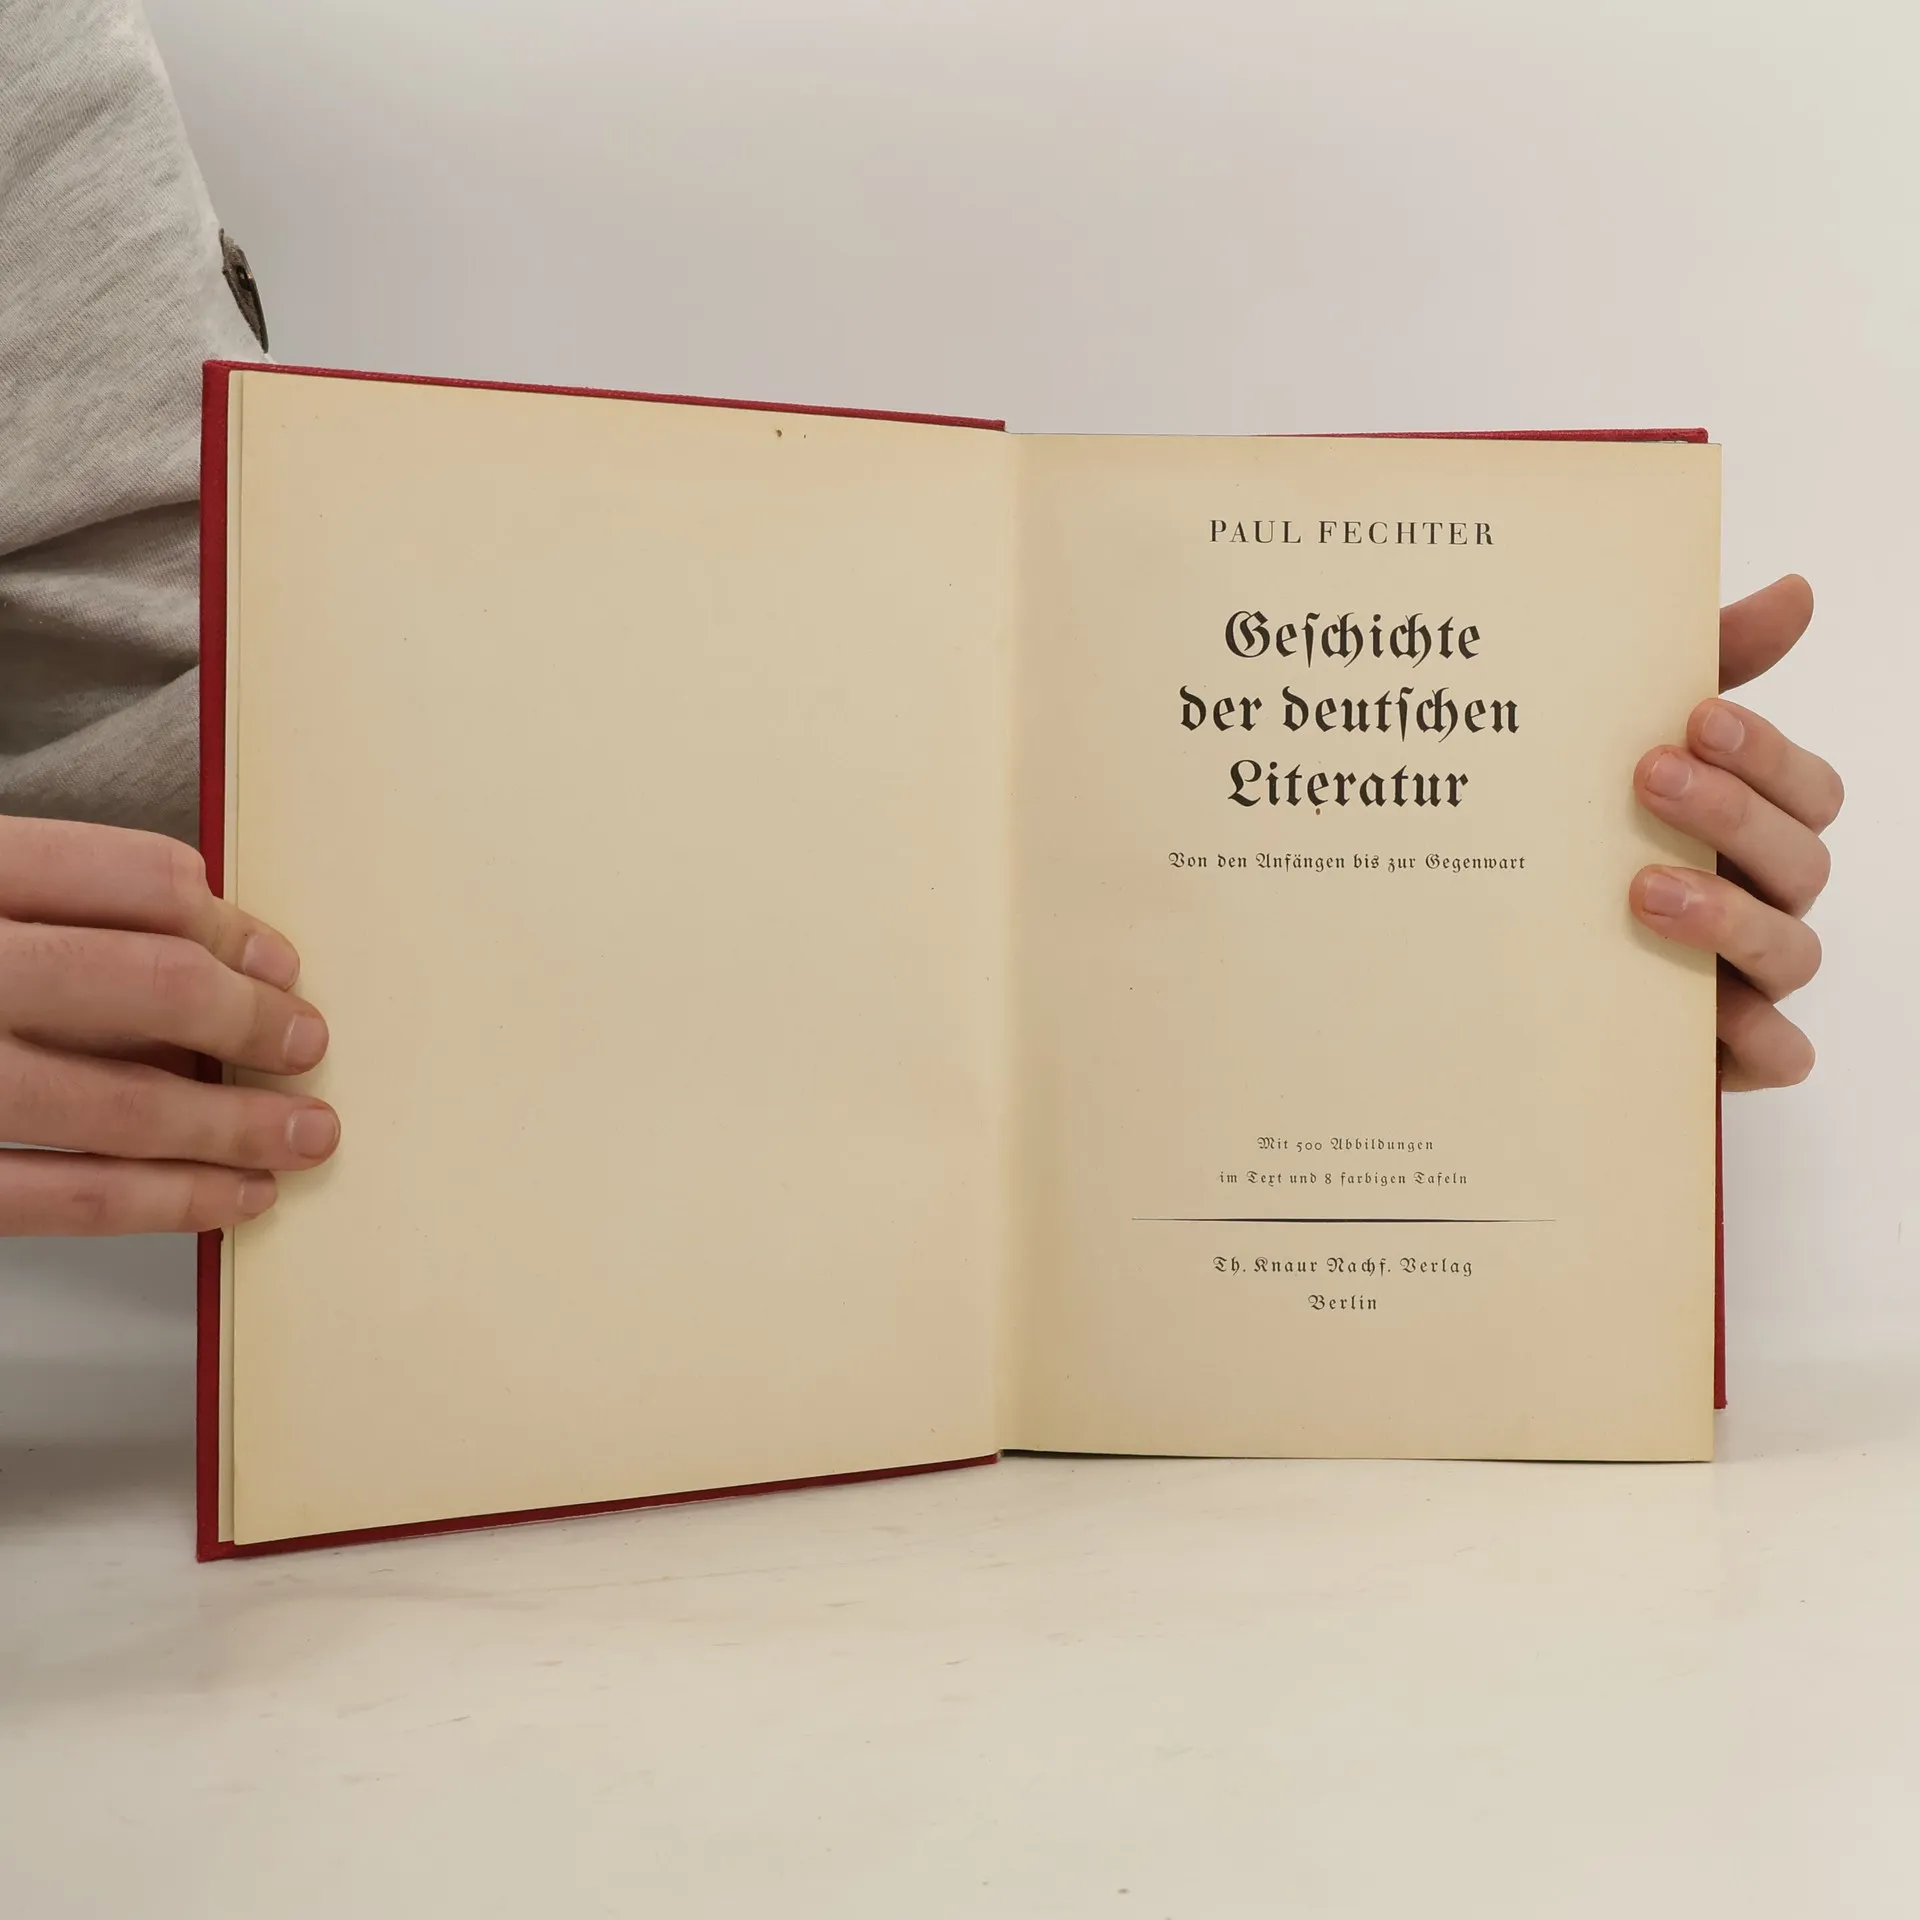 PAUL FECHTER
Geſchichte
der deutſchen
Literatur
Von den Anfängen bis zur Gegenwart
Mit 500 Abbildungen
im Text und 8 farbigen Tafeln
Th. Knaur Nachf. Verlag
Berlin